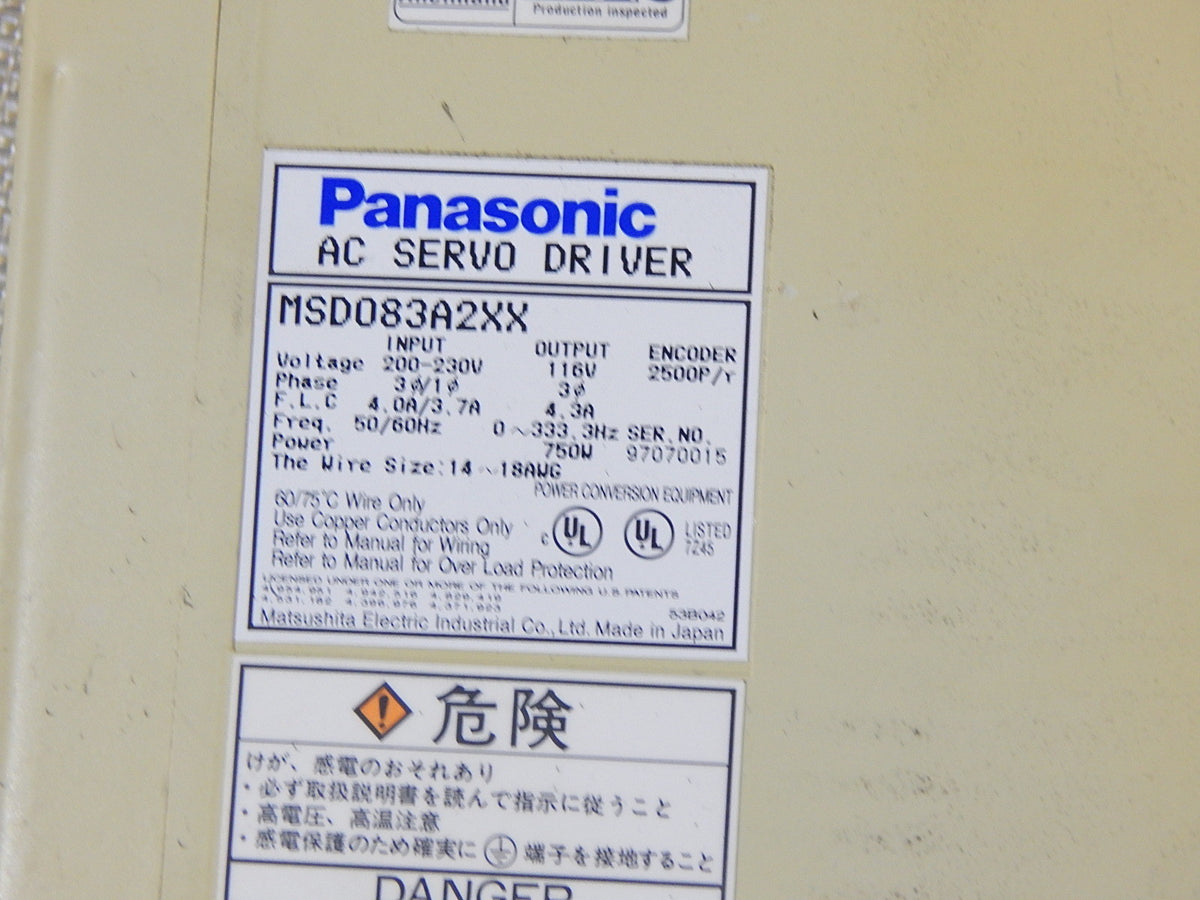 Production inspected
Panasonic
AC SERVO DRIVER
MSD083A2XX
INPUT OUTPUT ENCODER
Voltage 200-230V 116V 2500P/r
Phase 3ø/1ø 3ø
F.L.C 4.0A/3.7A 4.3A
Freq. 50/60Hz 0~333.3Hz SER.NO.
Power 750W 97070015
The Wire Size:14~18AWG
POWER CONVERSION EQUIPMENT
60/75°C Wire Only
Use Copper Conductors Only
Refer to Manual for Wiring
Refer to Manual for Over Load Protection
c UL UL LISTED
7Z45
LICENSED UNDER ONE OR MORE OF THE FOLLOWING U.S.PATENTS
53B042
Matsushita Electric Industrial Co.,Ltd. Made in Japan
危険
けが、感電のおそれあり
・必ず取扱説明書を読んで指示に従うこと
・高電圧、高温注意
・感電保護のため確実に 端子を接地すること
DANGER